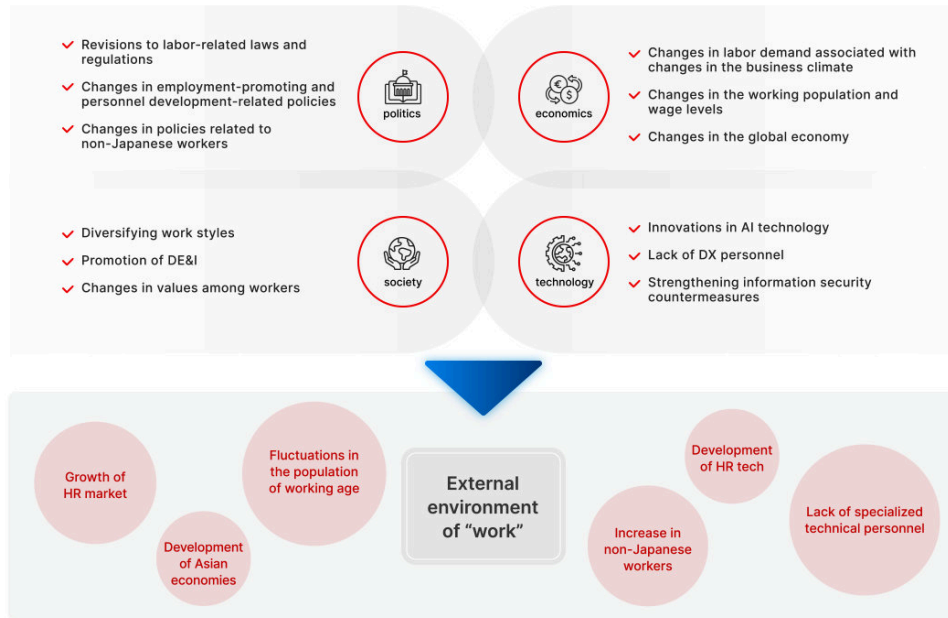 Revisions to labor-related laws and
regulations
Changes in employment-promoting and
personnel development-related policies
Changes in policies related to
non-Japanese workers
politics
economics
Changes in labor demand associated with
changes in the business climate
Changes in the working population and
wage levels
Changes in the global economy
Diversifying work styles
Promotion of DE&I
Changes in values among workers
society
technology
Innovations in AI technology
Lack of DX personnel
Strengthening information security
countermeasures
Growth of
HR market
Development
of Asian
economies
Fluctuations in
the population
of working age
External
environment
of “work”
Increase in
non-Japanese
workers
Development
of HR tech
Lack of specialized
technical personnel